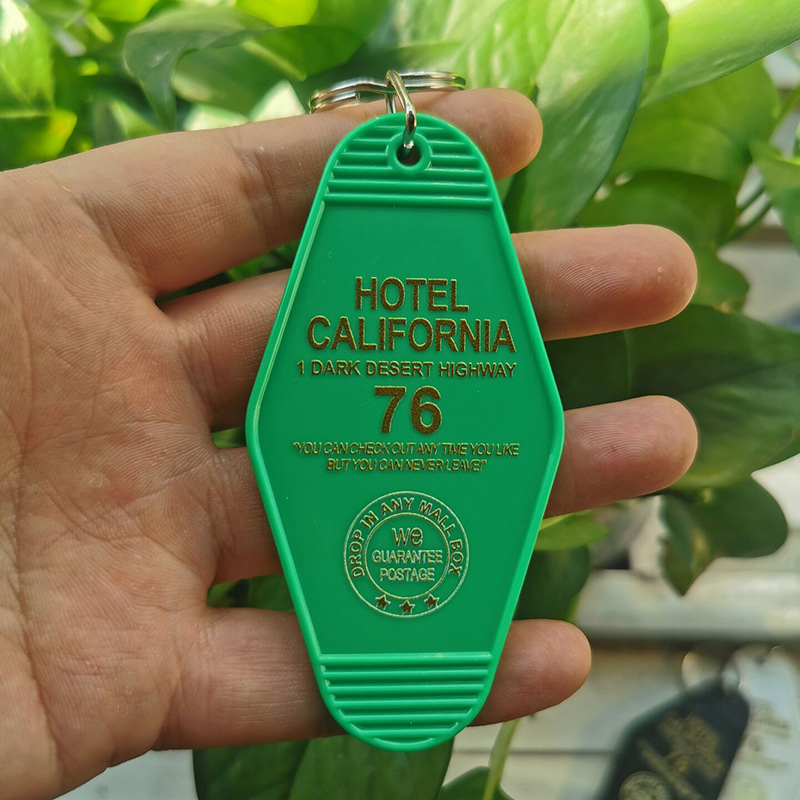 HOTEL
CALIFORNIA
1 DARK DESERT HIGHWAY
76
"YOU CAN CHECK OUT ANY TIME YOU LIKE
BUT YOU CAN NEVER LEAVE!"
DROP IN ANY MALL BOX
We
GUARANTEE
POSTAGE